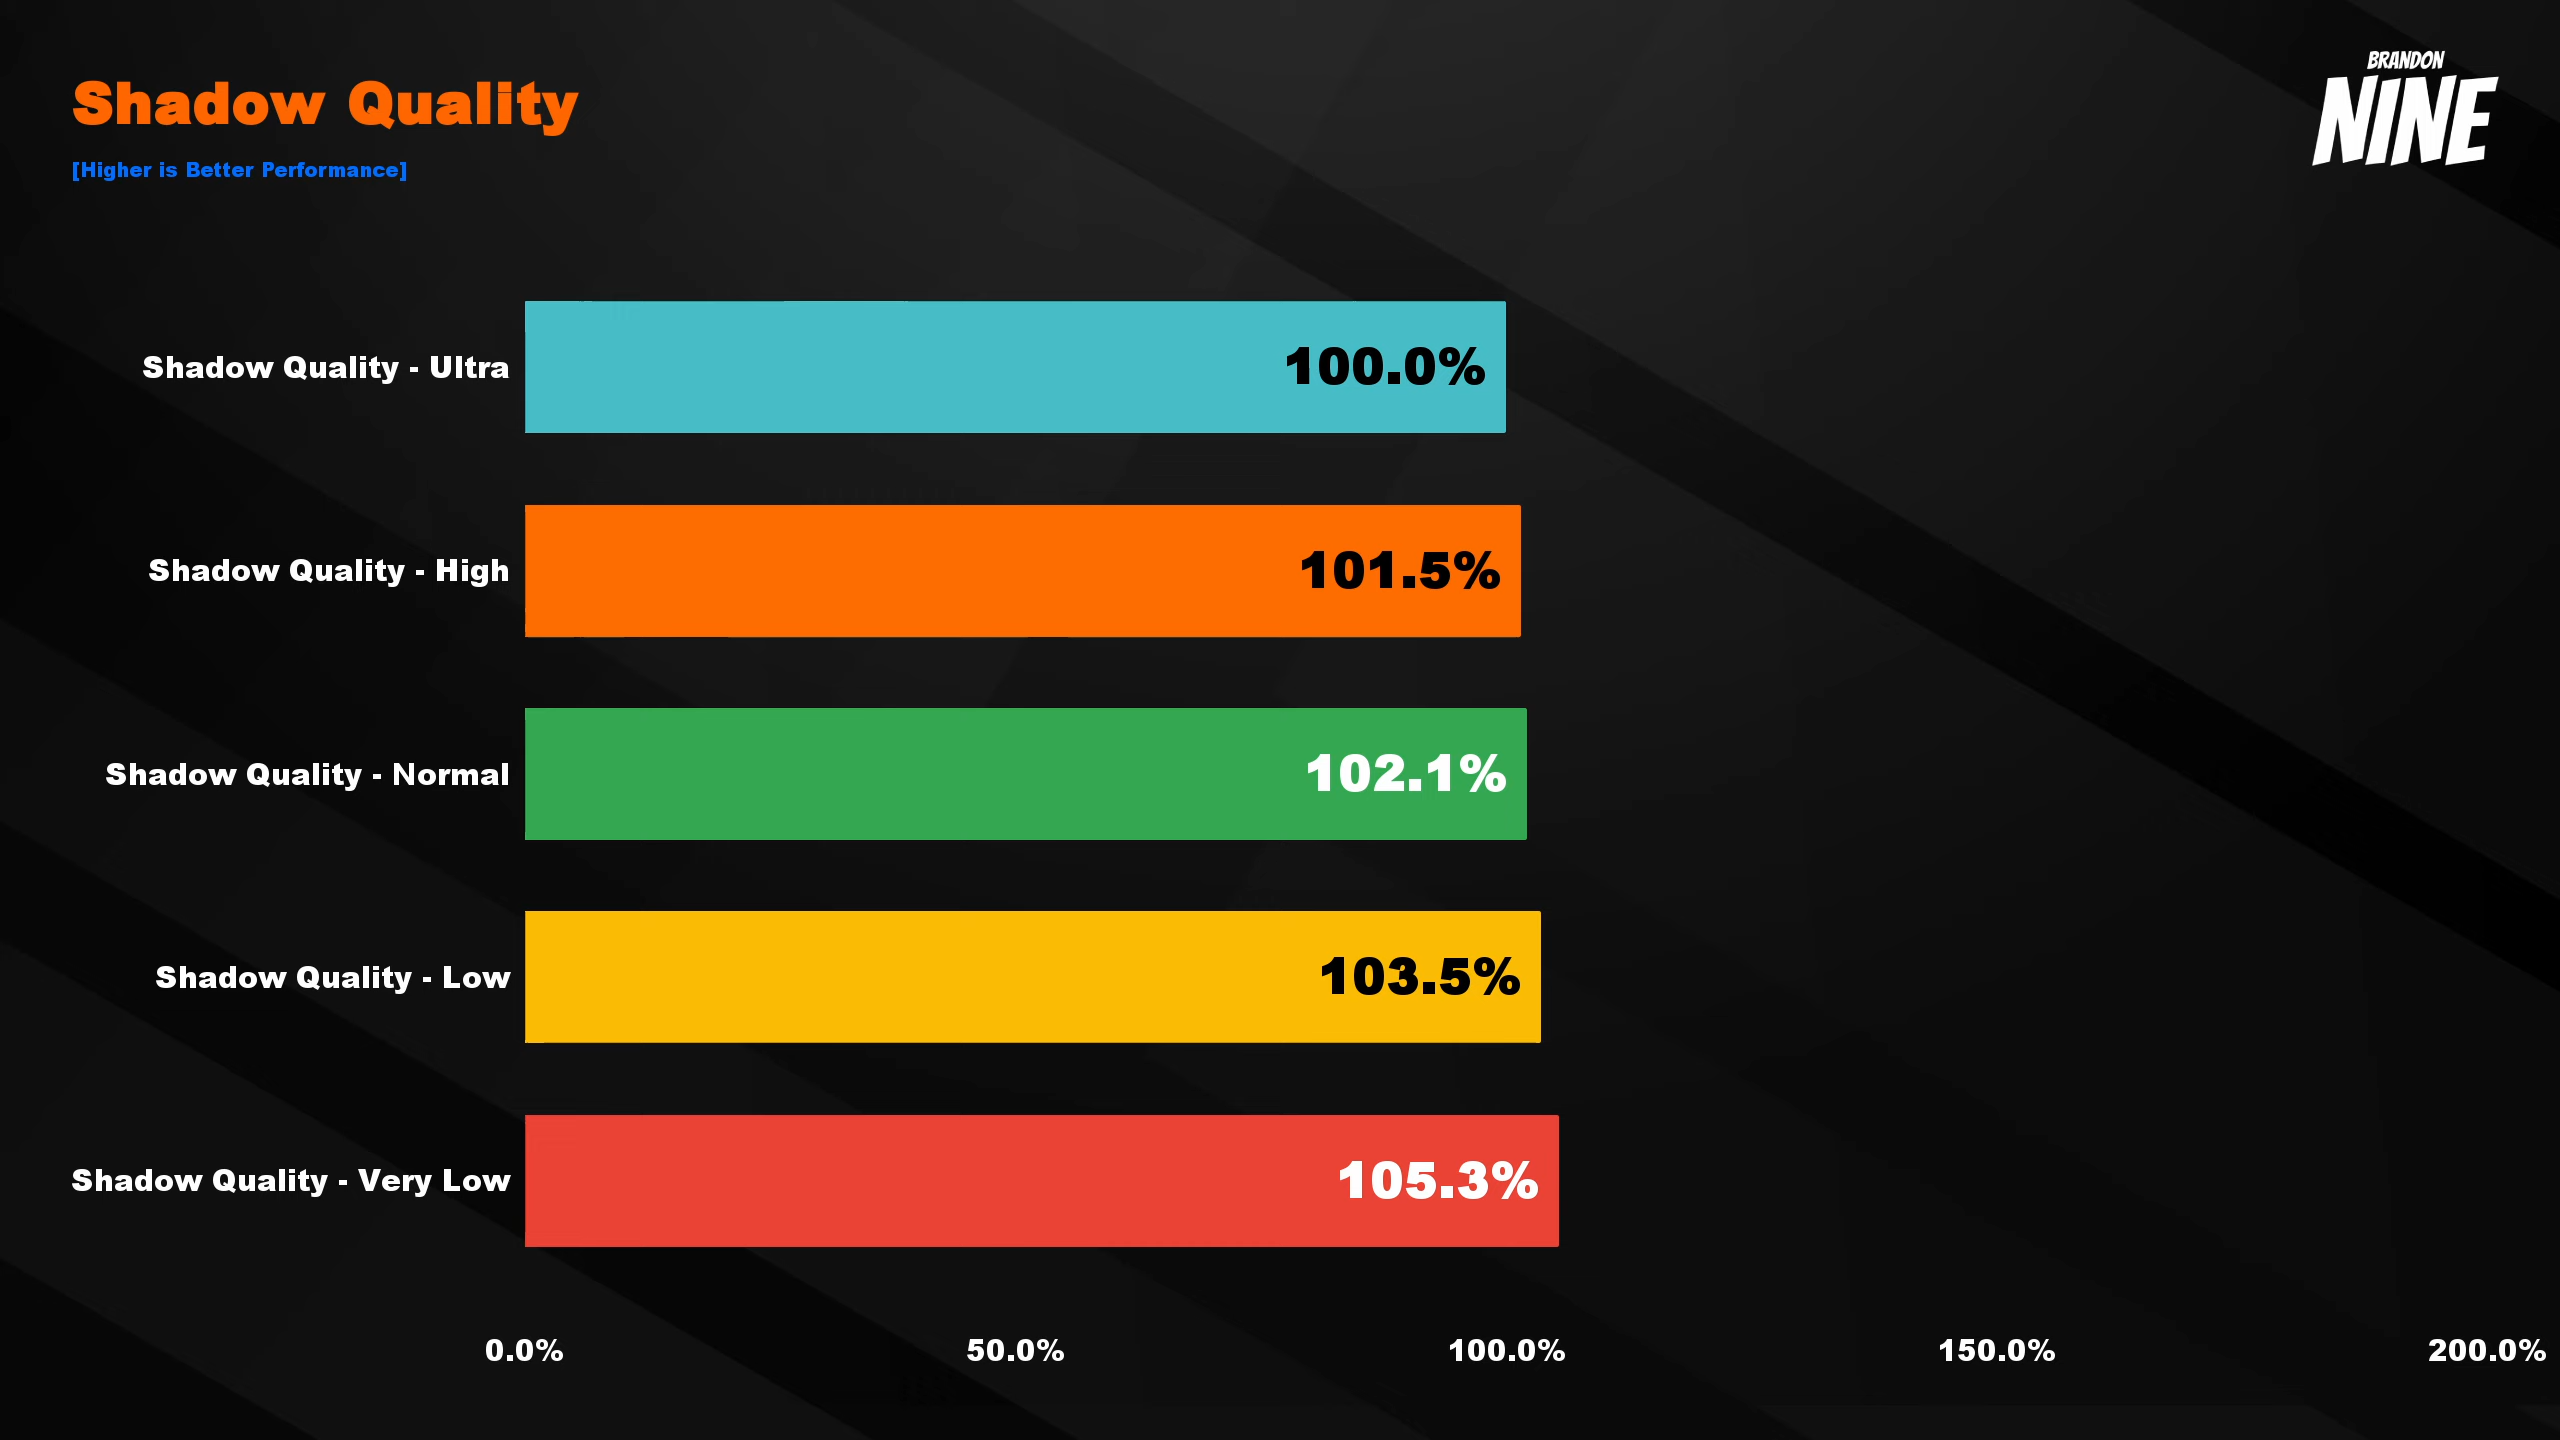 Shadow Quality
[Higher is Better Performance]
BRANDON
NINE
Shadow Quality - Ultra
100.0%
Shadow Quality - High
101.5%
Shadow Quality - Normal
102.1%
Shadow Quality - Low
103.5%
Shadow Quality - Very Low
105.3%
0.0% 50.0% 100.0% 150.0% 200.0%